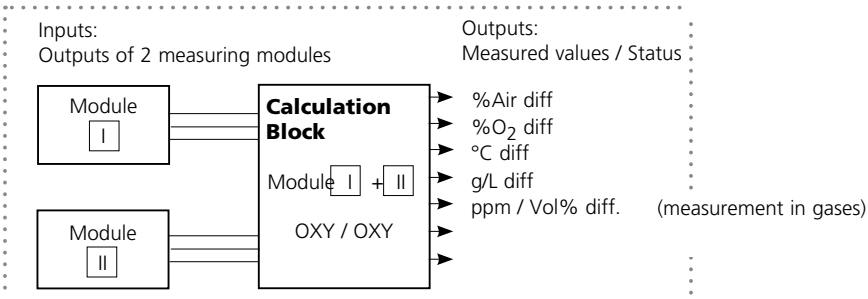 Inputs:
Outputs of 2 measuring modules
Outputs:
Measured values / Status
Module
I
Calculation
Block
Module I + II
OXY / OXY
Module
II
%Air diff
%O2 diff
°C diff
g/L diff
ppm / Vol% diff. (measurement in gases)